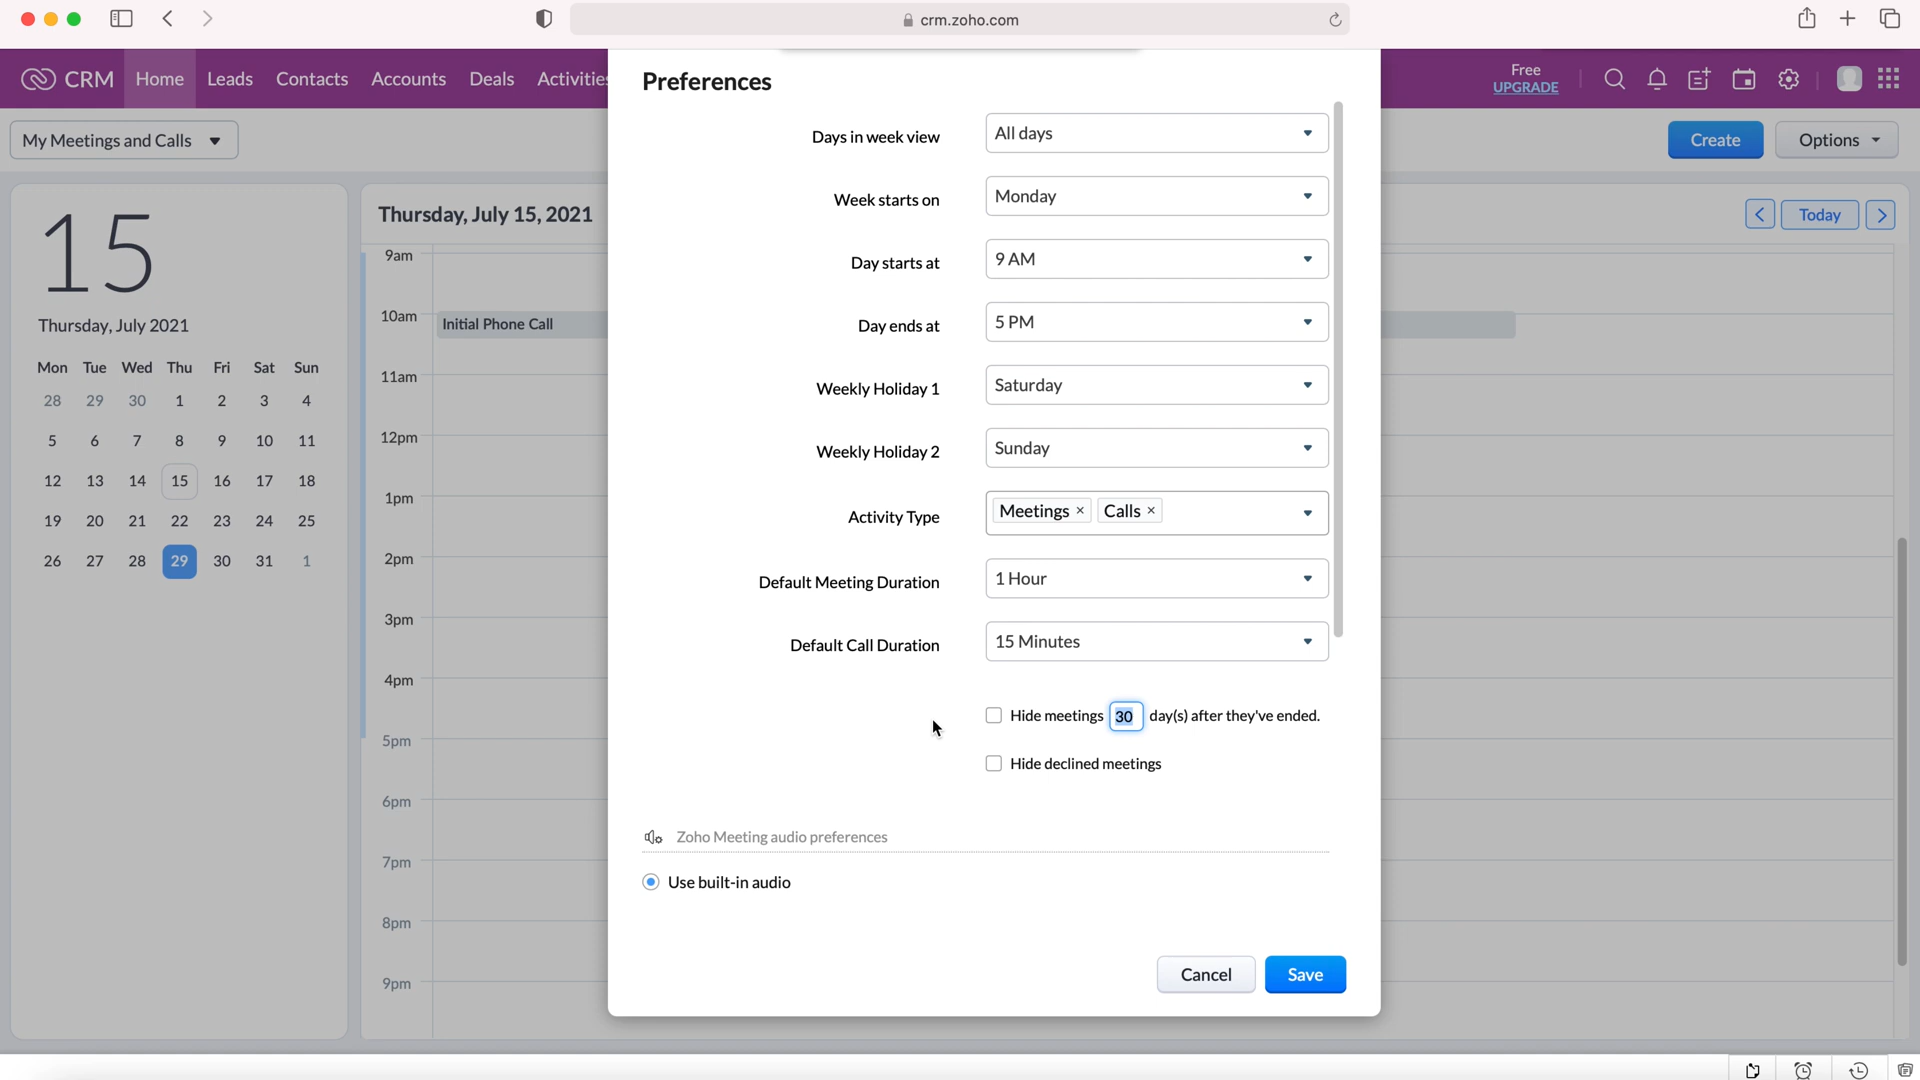 crm.zoho.com
CRM Home Leads Contacts Accounts Deals Activities
Free
UPGRADE
My Meetings and Calls
Create Options
15
Thursday, July 2021
Mon Tue Wed Thu Fri Sat Sun
28 29 30 1 2 3 4
5 6 7 8 9 10 11
12 13 14 15 16 17 18
19 20 21 22 23 24 25
26 27 28 29 30 31 1
Thursday, July 15, 2021
Today
9am
10am Initial Phone Call
11am
12pm
1pm
2pm
3pm
4pm
5pm
6pm
7pm
8pm
9pm
Preferences
Days in week view All days
Week starts on Monday
Day starts at 9 AM
Day ends at 5 PM
Weekly Holiday 1 Saturday
Weekly Holiday 2 Sunday
Activity Type Meetings × Calls ×
Default Meeting Duration 1 Hour
Default Call Duration 15 Minutes
Hide meetings 30 day(s) after they've ended.
Hide declined meetings
Zoho Meeting audio preferences
Use built-in audio
Cancel Save